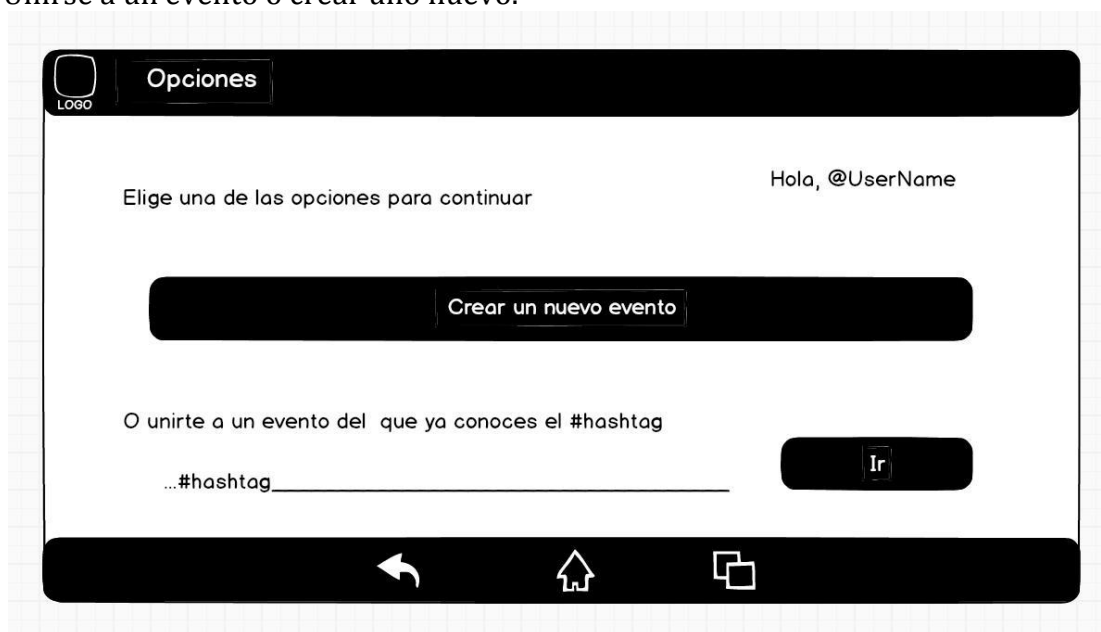 Unirse a un evento o crear uno nuevo.
Opciones
LOGO
Hola, @UserName
Elige una de las opciones para continuar
Crear un nuevo evento
O unirte a un evento del que ya conoces el #hashtag
Ir
...#hashtag